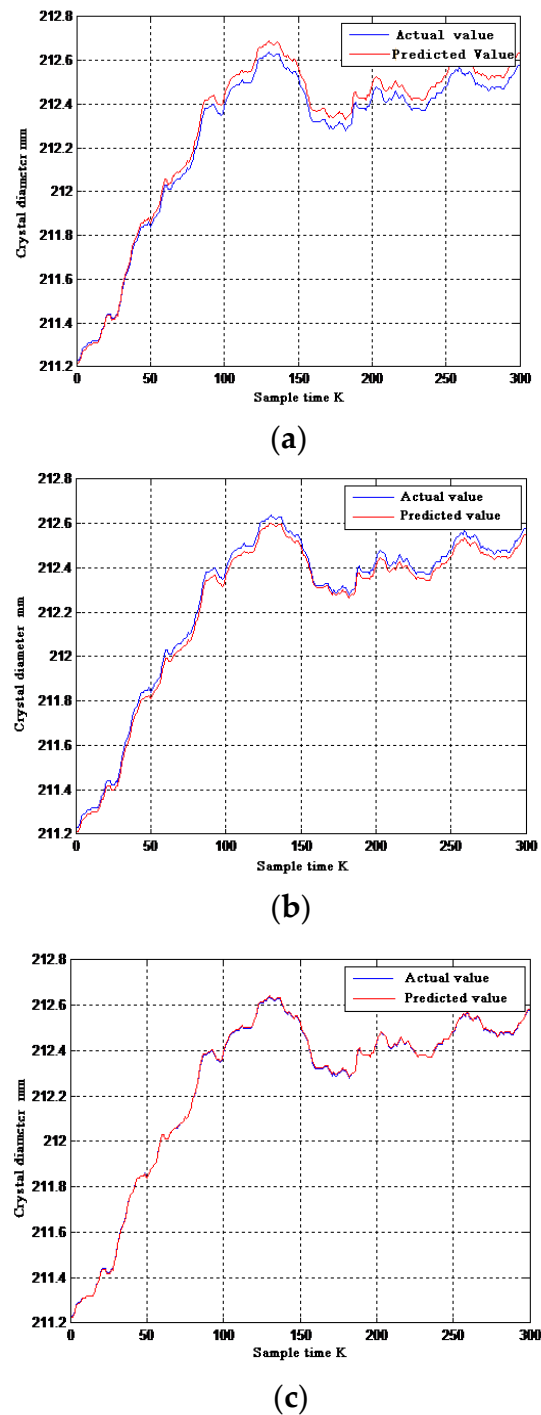 212.8
Actual value
Predicted Value
212.6
212.4
212.2
212
211.8
211.6
211.4
211.2
Crystal diameter mm
0 50 100 150 200 250 300
Sample time K
(a)
212.8
Actual value
Predicted value
212.6
212.4
212.2
212
211.8
211.6
211.4
211.2
Crystal diameter mm
0 50 100 150 200 250 300
Sample time K
(b)
212.8
Actual value
Predicted value
212.6
212.4
212.2
212
211.8
211.6
211.4
211.2
Crystal diameter mm
0 50 100 150 200 250 300
Sample time K
(c)